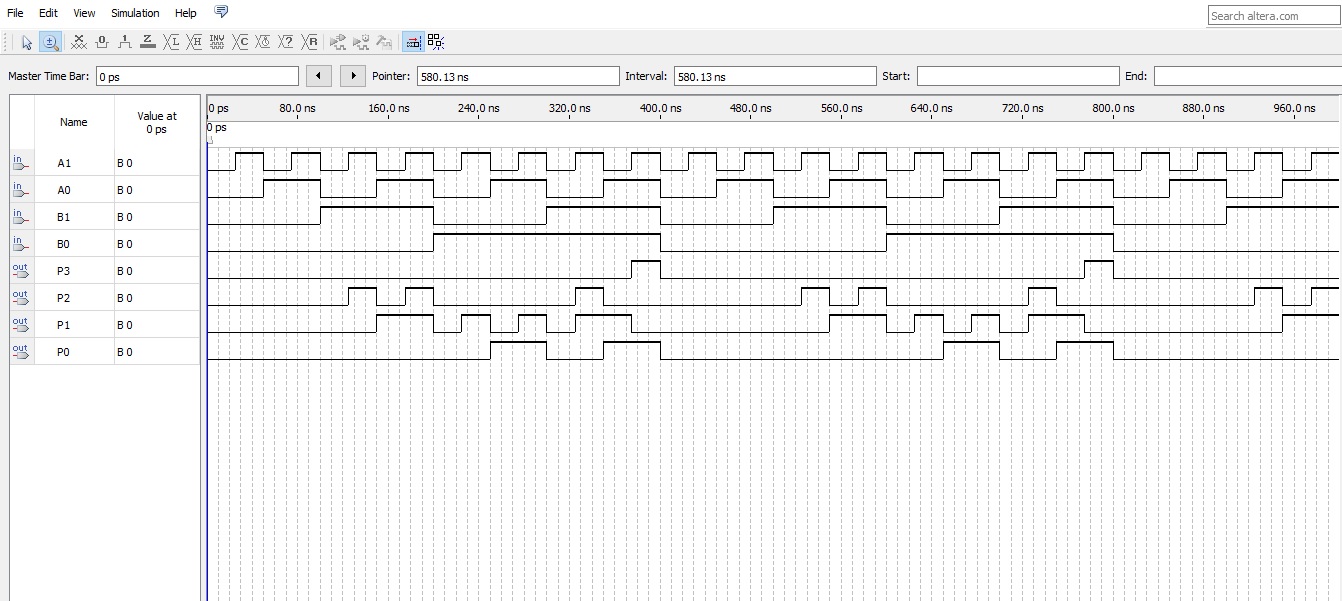 File Edit View Simulation Help
Search altera.com
Master Time Bar: 0 ps Pointer: 580.13 ns Interval: 580.13 ns Start: End:
Name Value at 0 ps
0 ps 80.0 ns 160.0 ns 240.0 ns 320.0 ns 400.0 ns 480.0 ns 560.0 ns 640.0 ns 720.0 ns 800.0 ns 880.0 ns 960.0 ns
0 ps
in A1 B 0
in A0 B 0
in B1 B 0
in B0 B 0
out P3 B 0
out P2 B 0
out P1 B 0
out P0 B 0